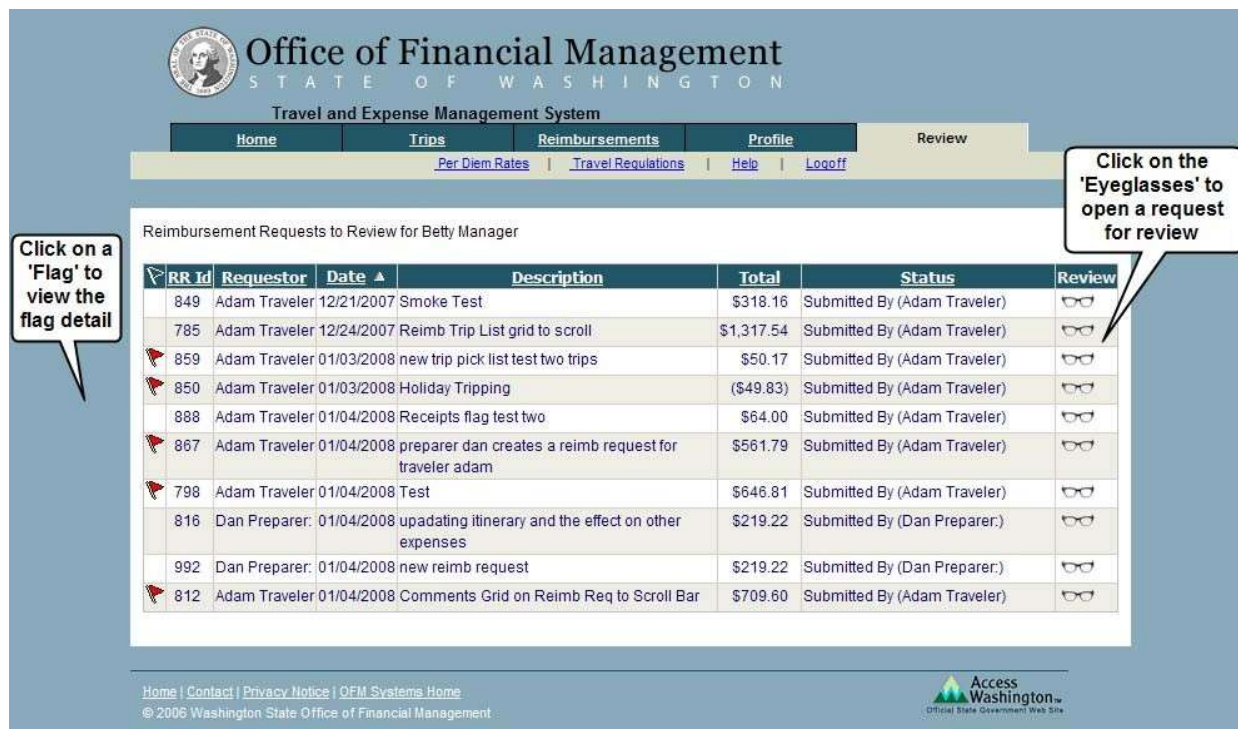 Office of Financial Management
STATE OF WASHINGTON
Travel and Expense Management System
Home Trips Reimbursements Profile Review
Per Diem Rates | Travel Regulations | Help | Logoff
Click on the
'Eyeglasses' to
open a request
for review
Reimbursement Requests to Review for Betty Manager
Click on a
'Flag' to
view the
flag detail
RR Id Requestor Date ▲ Description Total Status Review
849 Adam Traveler 12/21/2007 Smoke Test $318.16 Submitted By (Adam Traveler)
785 Adam Traveler 12/24/2007 Reimb Trip List grid to scroll $1,317.54 Submitted By (Adam Traveler)
859 Adam Traveler 01/03/2008 new trip pick list test two trips $50.17 Submitted By (Adam Traveler)
850 Adam Traveler 01/03/2008 Holiday Tripping ($49.83) Submitted By (Adam Traveler)
888 Adam Traveler 01/04/2008 Receipts flag test two $64.00 Submitted By (Adam Traveler)
867 Adam Traveler 01/04/2008 preparer dan creates a reimb request for $561.79 Submitted By (Adam Traveler)
traveler adam
798 Adam Traveler 01/04/2008 Test $646.81 Submitted By (Adam Traveler)
816 Dan Preparer: 01/04/2008 upadating itinerary and the effect on other $219.22 Submitted By (Dan Preparer:)
expenses
992 Dan Preparer: 01/04/2008 new reimb request $219.22 Submitted By (Dan Preparer:)
812 Adam Traveler 01/04/2008 Comments Grid on Reimb Req to Scroll Bar $709.60 Submitted By (Adam Traveler)
Home | Contact | Privacy Notice | OFM Systems Home
© 2006 Washington State Office of Financial Management
Access
Washington
Official State Government Web Site